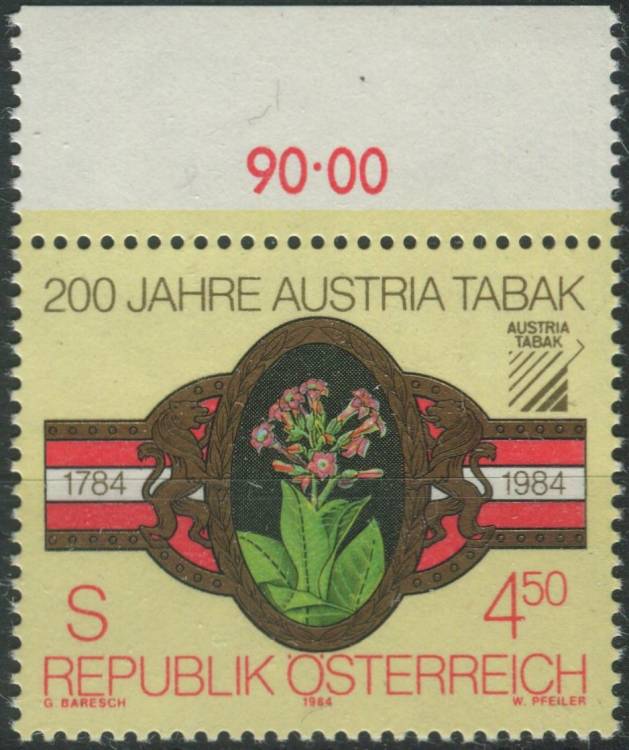 90·00
200 JAHRE AUSTRIA TABAK
AUSTRIA
TABAK
1784
1984
S
4 50
REPUBLIK ÖSTERREICH
G. BARESCH
1984
W. PFEILER